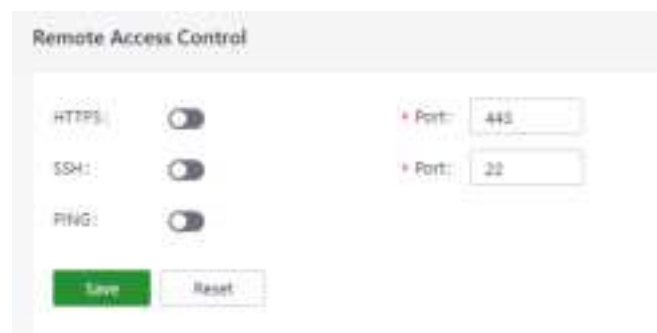 Remote Access Control
HTTPS: * Port: 443
SSH: * Port: 22
PING:
Save Reset